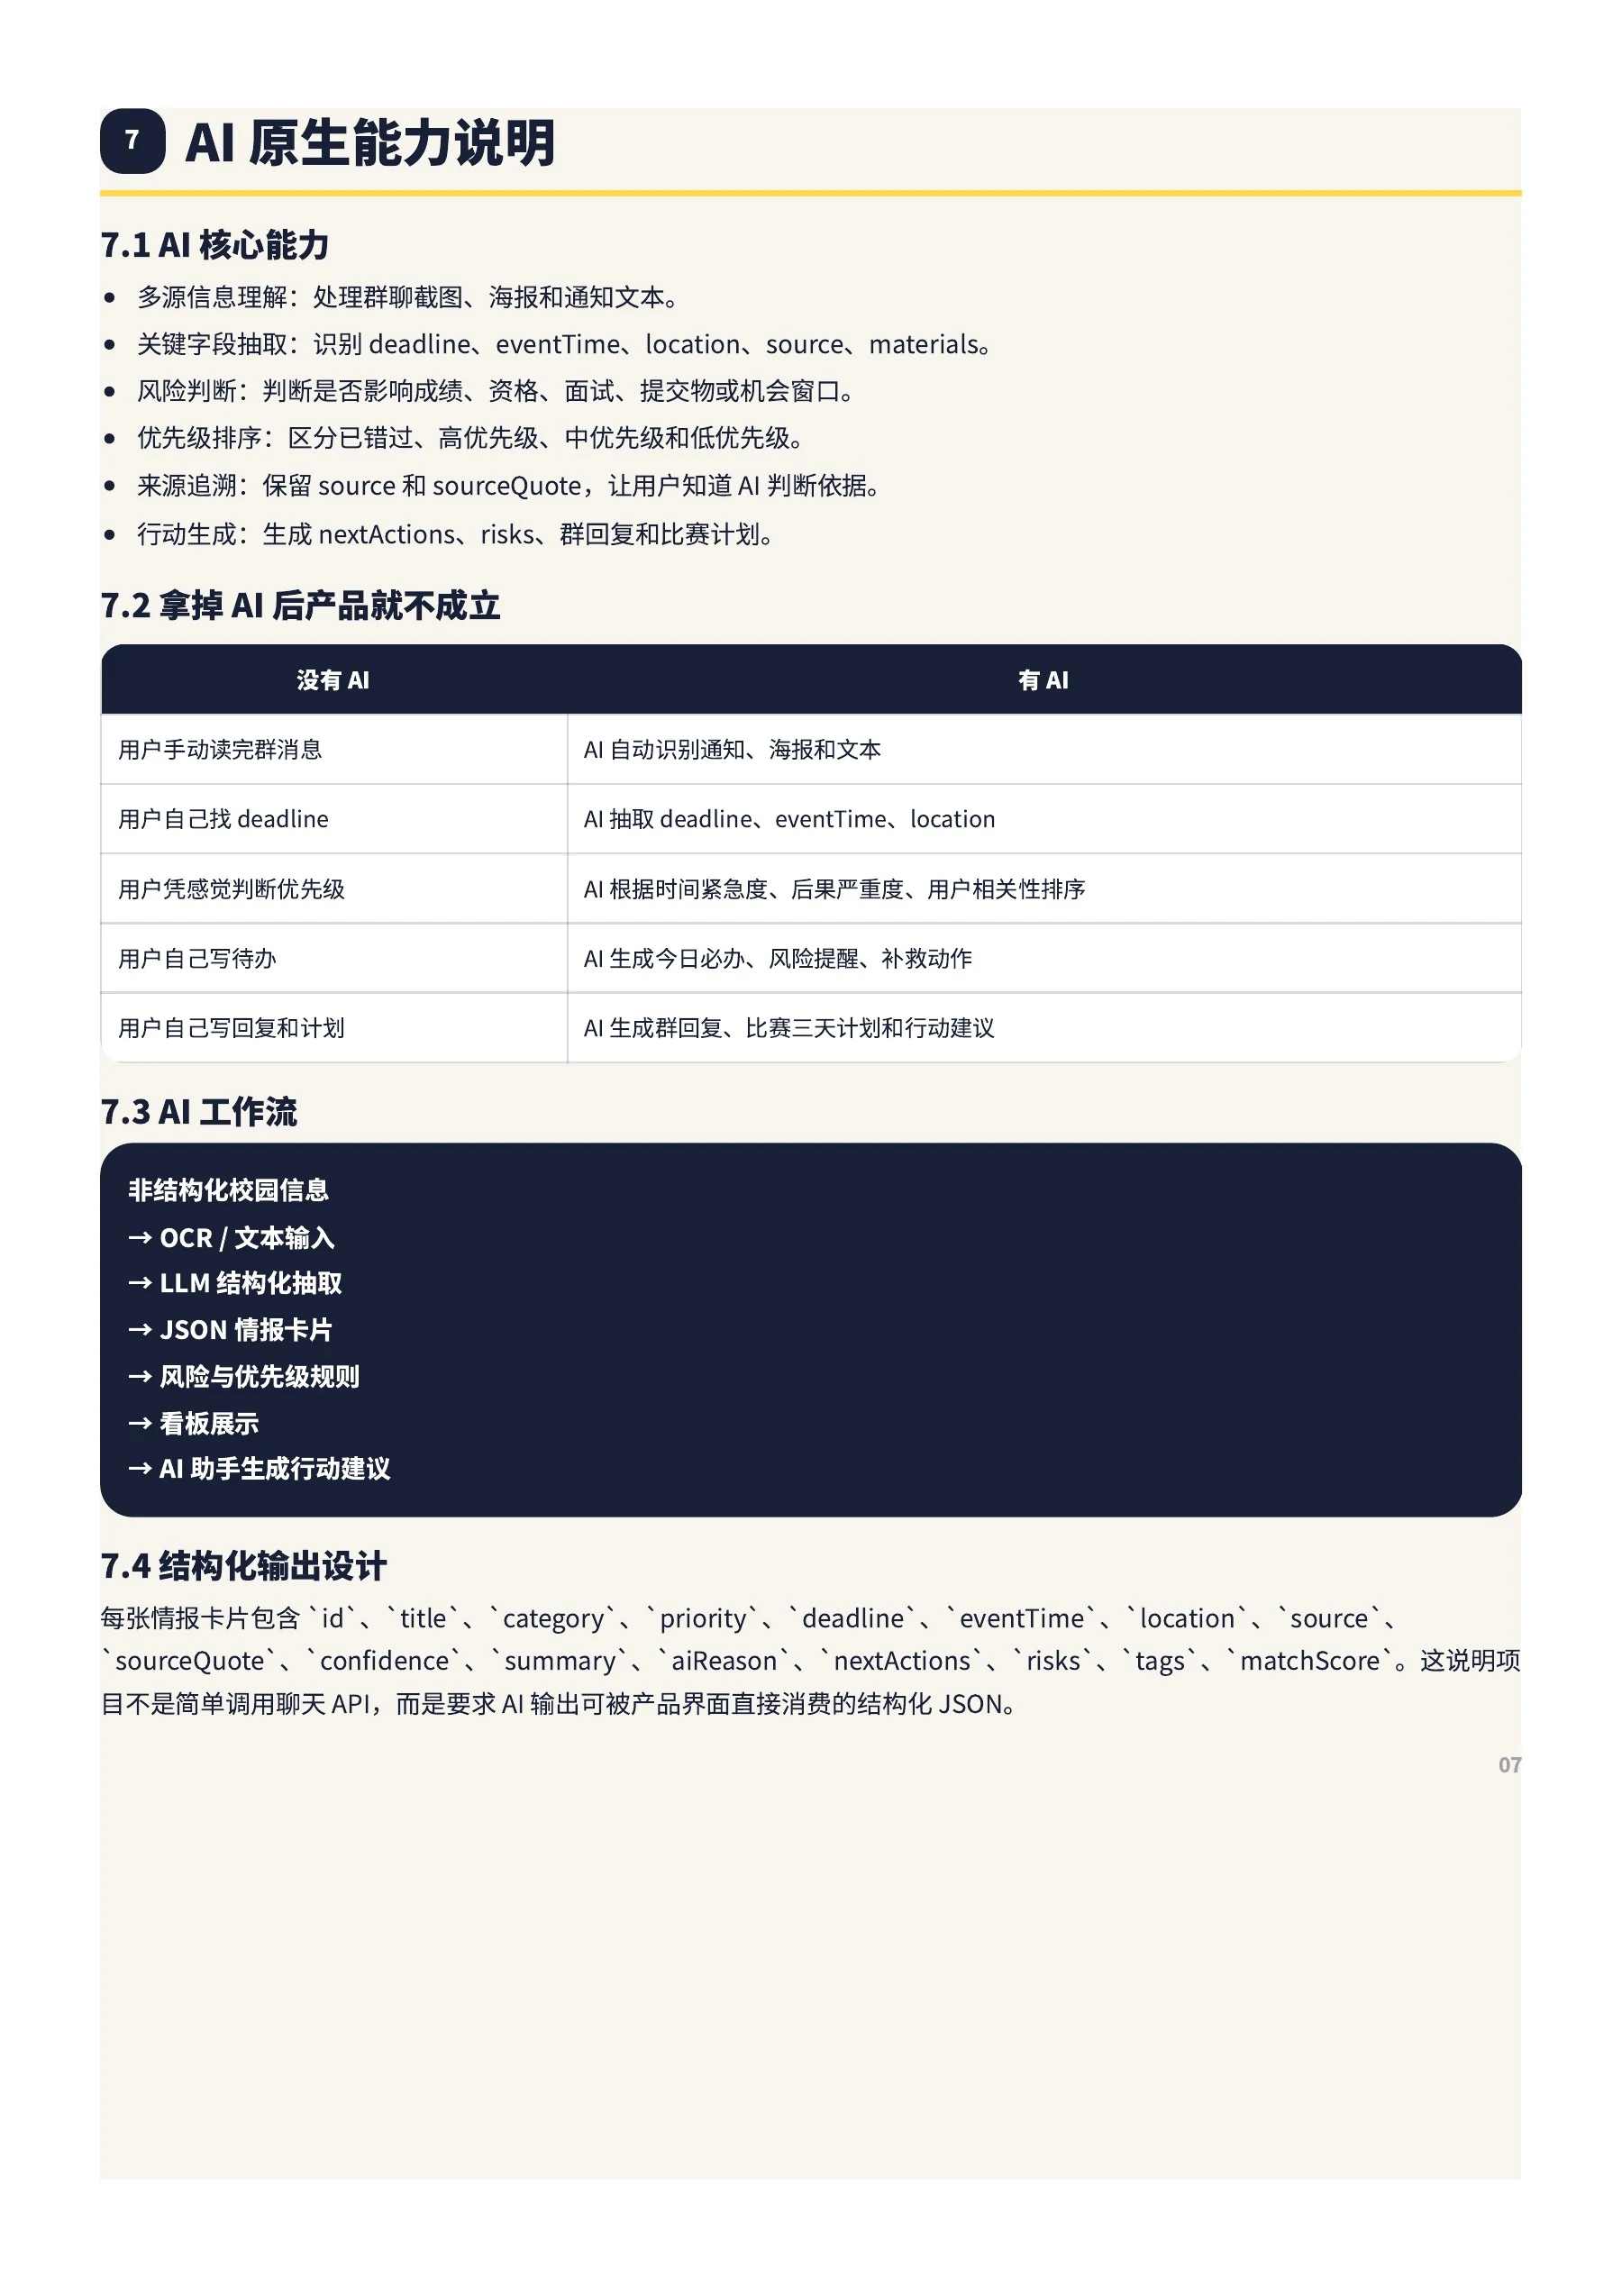 7 AI 原生能力说明
7.1 AI 核心能力
• 多源信息理解：处理群聊截图、海报和通知文本。
• 关键字段抽取：识别 deadline、eventTime、location、source、materials。
• 风险判断：判断是否影响成绩、资格、面试、提交物或机会窗口。
• 优先级排序：区分已错过、高优先级、中优先级和低优先级。
• 来源追溯：保留 source 和 sourceQuote，让用户知道 AI 判断依据。
• 行动生成：生成 nextActions、risks、群回复和比赛计划。
7.2 拿掉 AI 后产品就不成立
没有 AI 有 AI
用户手动读完群消息 AI 自动识别通知、海报和文本
用户自己找 deadline AI 抽取 deadline、eventTime、location
用户凭感觉判断优先级 AI 根据时间紧急度、后果严重度、用户相关性排序
用户自己写待办 AI 生成今日必办、风险提醒、补救动作
用户自己写回复和计划 AI 生成群回复、比赛三天计划和行动建议
7.3 AI 工作流
非结构化校园信息
→ OCR / 文本输入
→ LLM 结构化抽取
→ JSON 情报卡片
→ 风险与优先级规则
→ 看板展示
→ AI 助手生成行动建议
7.4 结构化输出设计
每张情报卡片包含 `id`、`title`、`category`、`priority`、`deadline`、`eventTime`、`location`、`source`、
`sourceQuote`、`confidence`、`summary`、`aiReason`、`nextActions`、`risks`、`tags`、`matchScore`。这说明项
目不是简单调用聊天 API，而是要求 AI 输出可被产品界面直接消费的结构化 JSON。
07